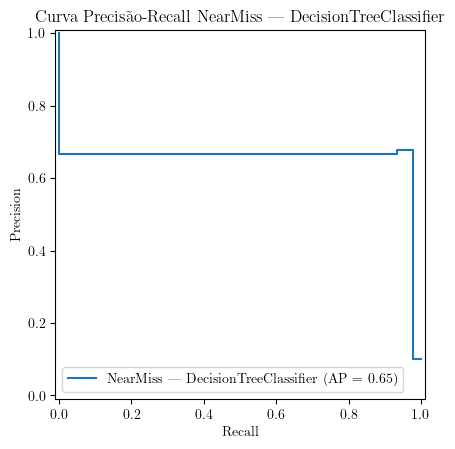 Curva Precisão-Recall NearMiss — DecisionTreeClassifier
1.0
0.8
0.6
0.4
0.2
0.0
Precision
NearMiss — DecisionTreeClassifier (AP = 0.65)
0.0 0.2 0.4 0.6 0.8 1.0
Recall